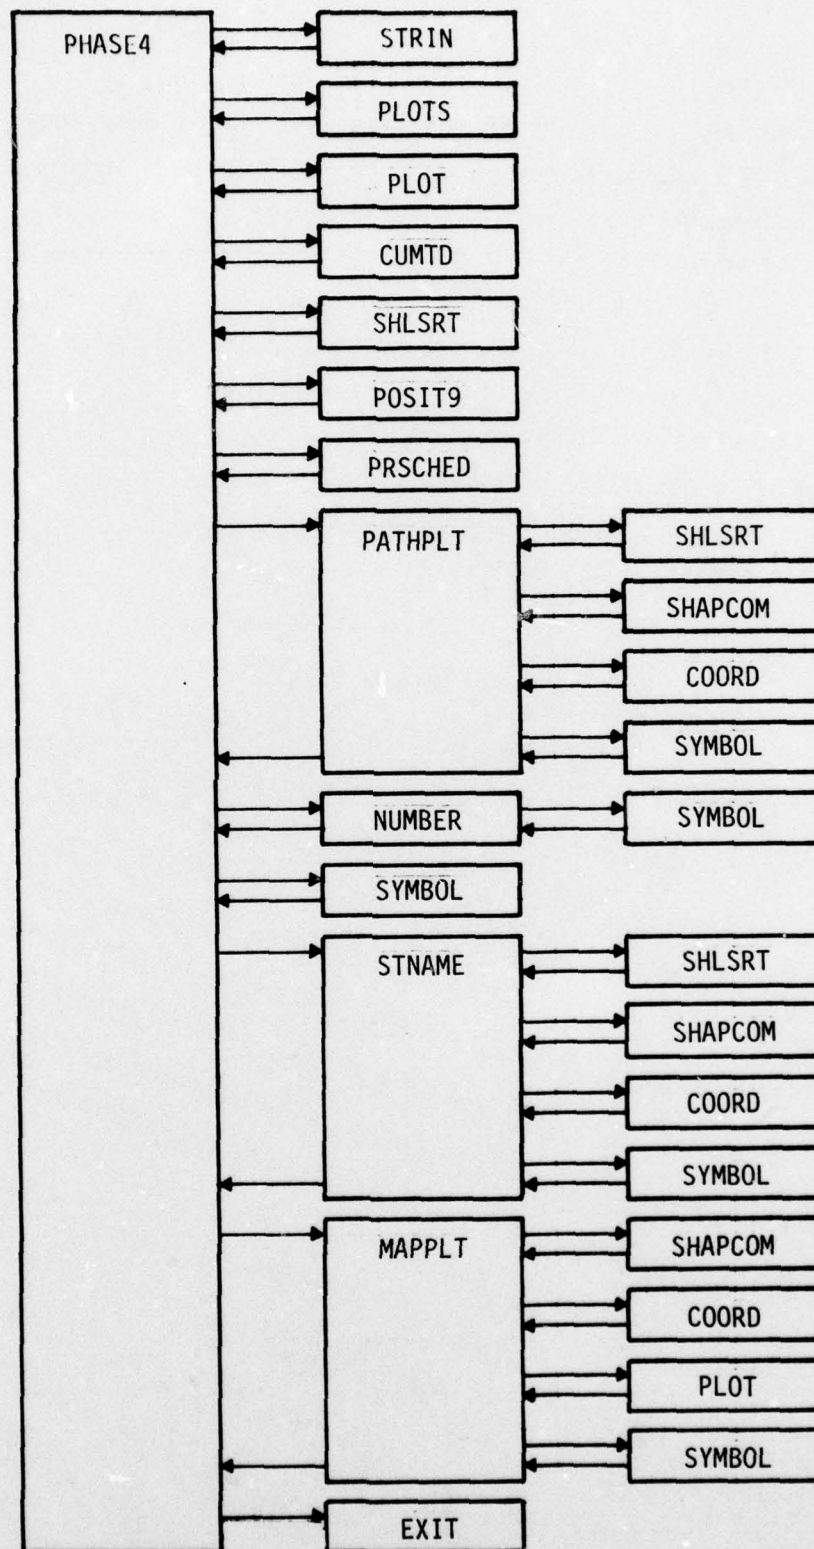 PHASE4
STRIN
PLOTS
PLOT
CUMTD
SHLSRT
POSIT9
PRSCHED
PATHPLT
SHLSRT
SHAPCOM
COORD
SYMBOL
NUMBER
SYMBOL
SYMBOL
STNAME
SHLSRT
SHAPCOM
COORD
SYMBOL
MAPPLT
SHAPCOM
COORD
PLOT
SYMBOL
EXIT